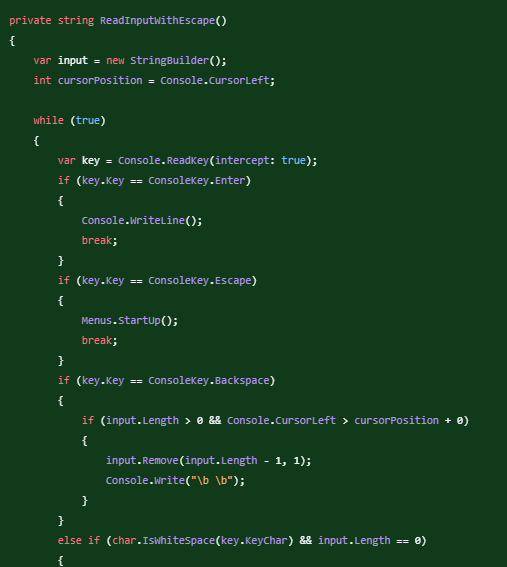 private string ReadInputWithEscape()
{
    var input = new StringBuilder();
    int cursorPosition = Console.CursorLeft;

    while (true)
    {
        var key = Console.ReadKey(intercept: true);
        if (key.Key == ConsoleKey.Enter)
        {
            Console.WriteLine();
            break;
        }
        if (key.Key == ConsoleKey.Escape)
        {
            Menus.StartUp();
            break;
        }
        if (key.Key == ConsoleKey.Backspace)
        {
            if (input.Length > 0 && Console.CursorLeft > cursorPosition + 0)
            {
                input.Remove(input.Length - 1, 1);
                Console.Write("\b \b");
            }
        }
        else if (char.IsWhiteSpace(key.KeyChar) && input.Length == 0)
        {